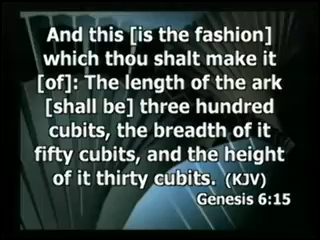 And this [is the fashion]
which thou shalt make it
[of]: The length of the ark
[shall be] three hundred
cubits, the breadth of it
fifty cubits, and the height
of it thirty cubits. (KJV)
Genesis 6:15